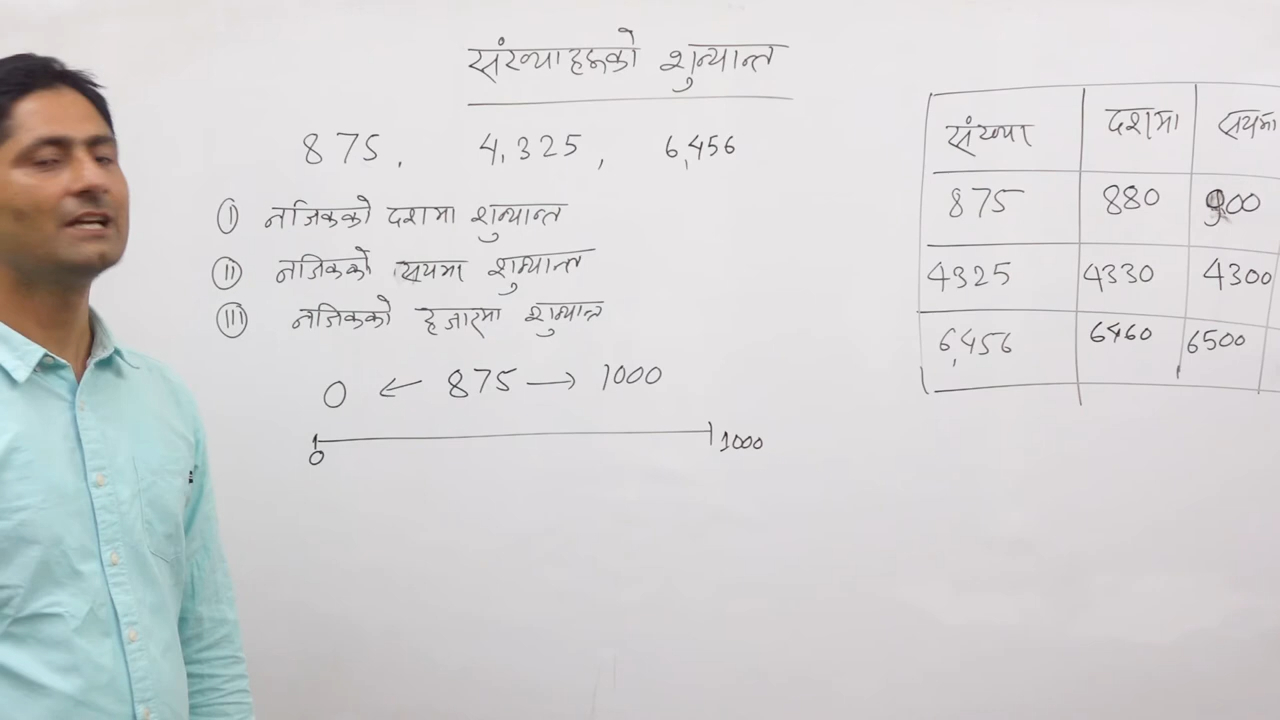 संख्याहरुको शुन्यान्त
875, 4,325, 6,456
I नजिकको दशमा शुन्यान्त
II नजिकको सयमा शुन्यान्त
III नजिकको हजारमा शुन्यान्त
0 ← 875 → 1000
0 1000
संख्या दशमा सयमा
875 880 900
4325 4330 4300
6,456 6460 6500